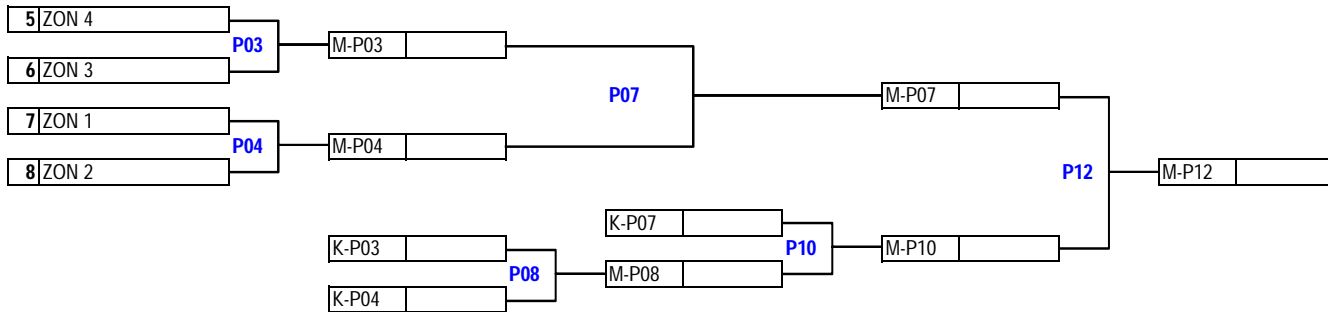 5 ZON 4
P03
M-P03
6 ZON 3
P07
M-P07
7 ZON 1
P04
M-P04
8 ZON 2
P12
M-P12
K-P07
K-P03
P10
M-P10
P08
M-P08
K-P04